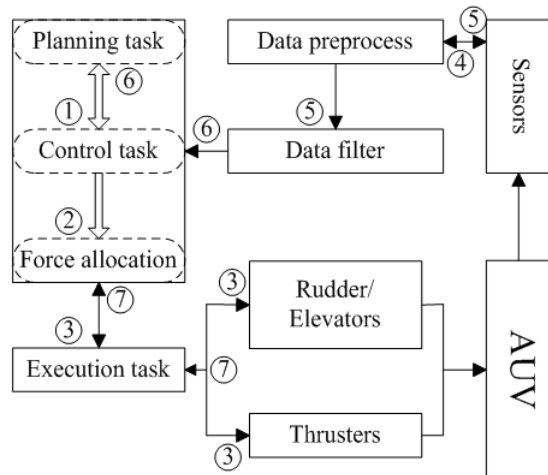 Planning task
Data preprocess
⑤
④
Sensors
⑥
①
⑤
⑥
Control task
Data filter
②
Force allocation
⑦
③
③
Rudder/
Elevators
AUV
Execution task
⑦
③
Thrusters